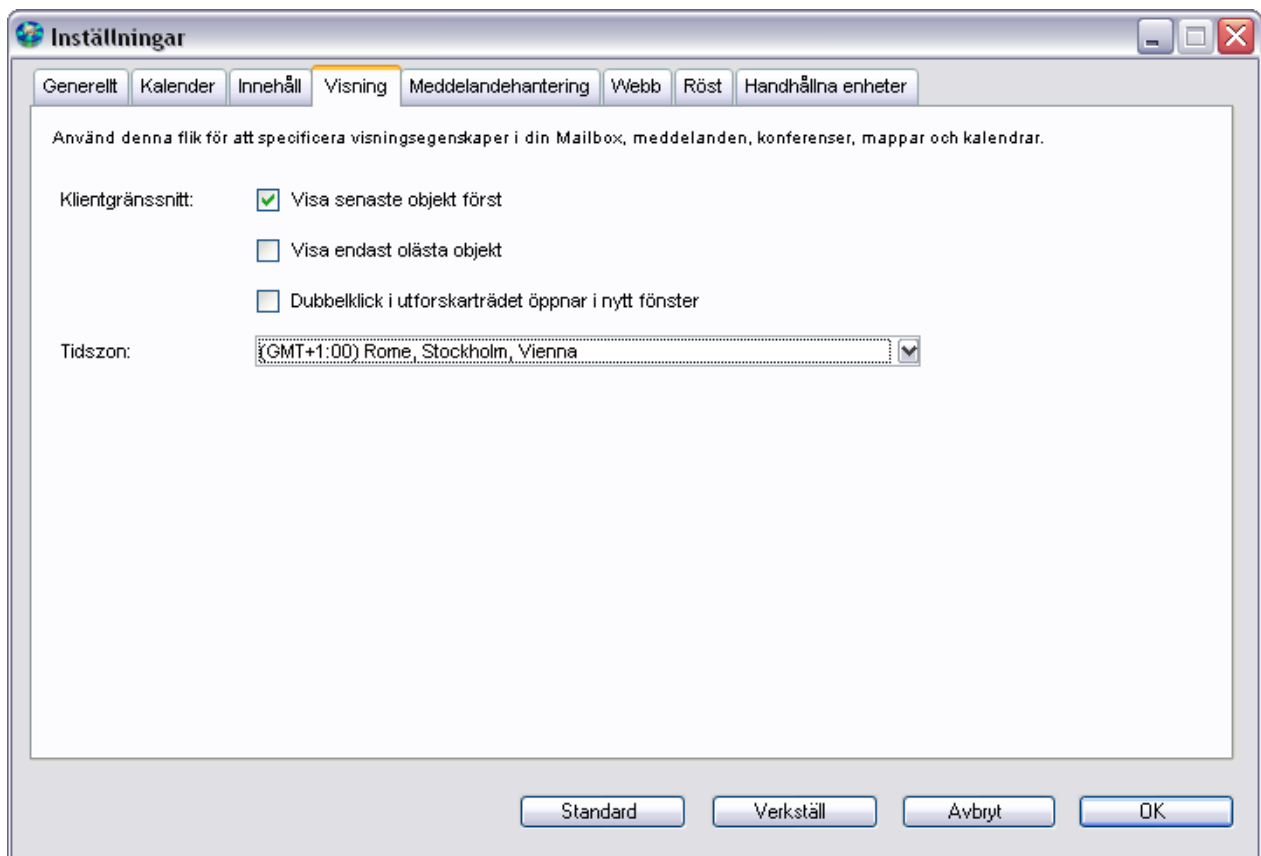 Inställningar
Generellt Kalender Innehåll Visning Meddelandehantering Webb Röst Handhållna enheter
Använd denna flik för att specificera visningsegenskaper i din Mailbox, meddelanden, konferenser, mappar och kalendrar.
Klientgränssnitt: Visa senaste objekt först
Visa endast olästa objekt
Dubbelklick i utforskarträdet öppnar i nytt fönster
Tidszon: (GMT+1:00) Rome, Stockholm, Vienna
Standard Verkställ Avbryt OK